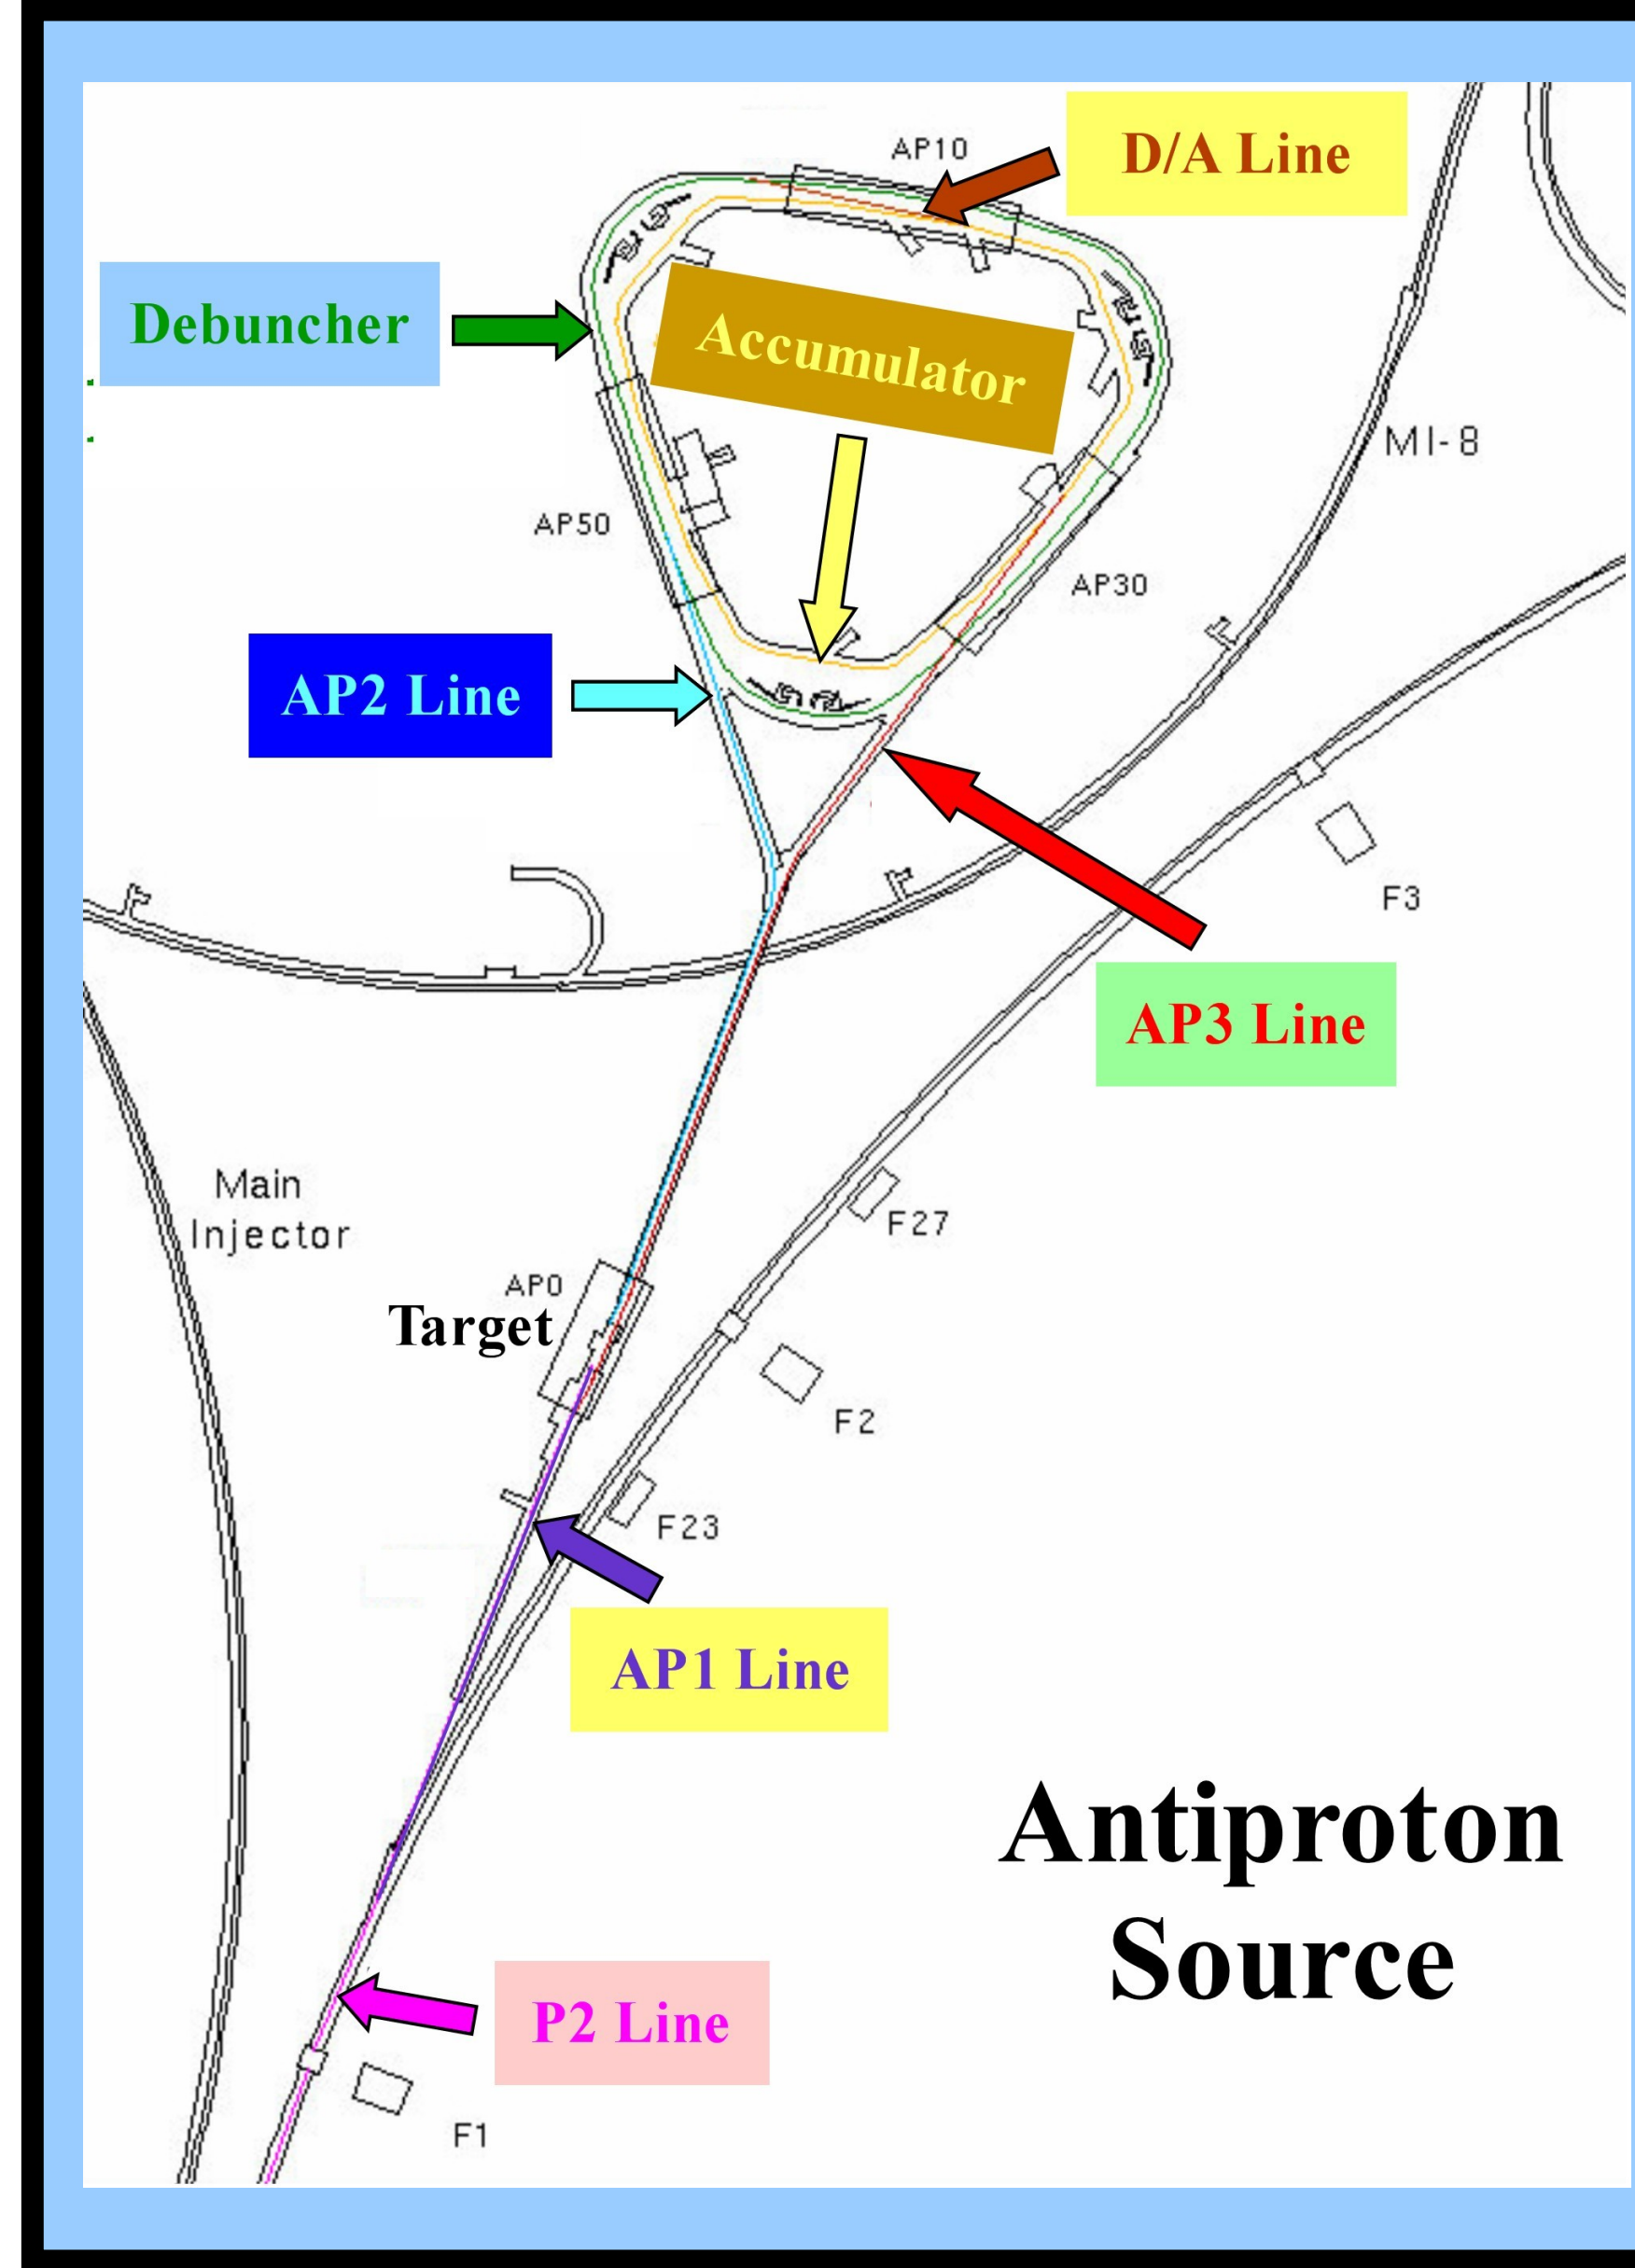 AP10
D/A Line
Debuncher
Accumulator
MI-8
AP50
AP30
AP2 Line
F3
AP3 Line
Main
Injector
F27
AP0
Target
F2
F23
AP1 Line
Antiproton
Source
P2 Line
F1